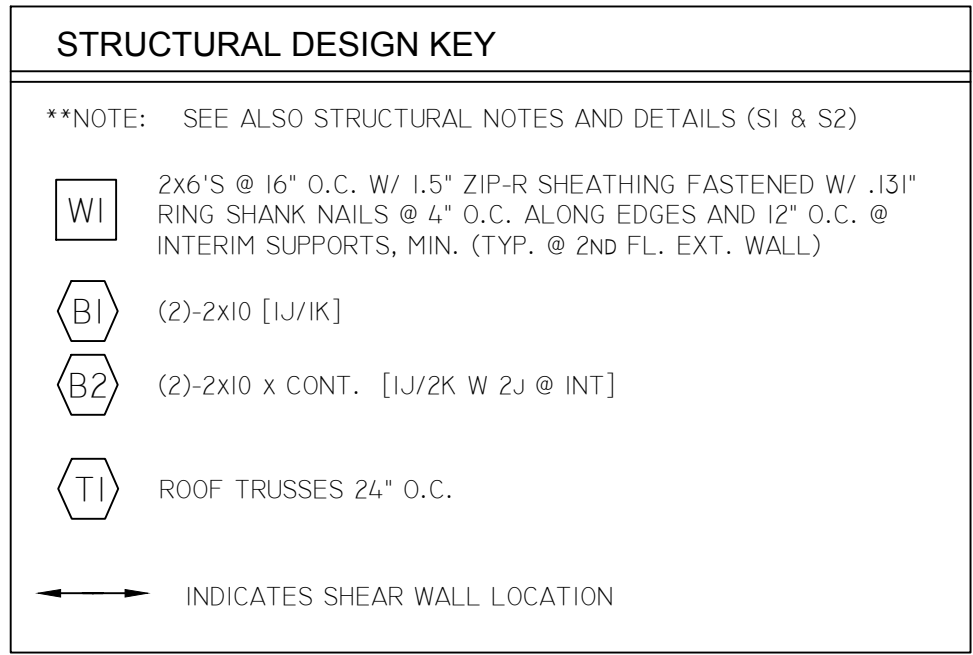 STRUCTURAL DESIGN KEY
**NOTE: SEE ALSO STRUCTURAL NOTES AND DETAILS (S1 & S2)
W1
2x6'S @ 16" O.C. W/ 1.5" ZIP-R SHEATHING FASTENED W/ .131"
RING SHANK NAILS @ 4" O.C. ALONG EDGES AND 12" O.C. @
INTERIM SUPPORTS, MIN. (TYP. @ 2ND FL. EXT. WALL)
B1 (2)-2x10 [1J/1K]
B2 (2)-2x10 x CONT. [1J/2K W 2J @ INT]
T1 ROOF TRUSSES 24" O.C.
INDICATES SHEAR WALL LOCATION